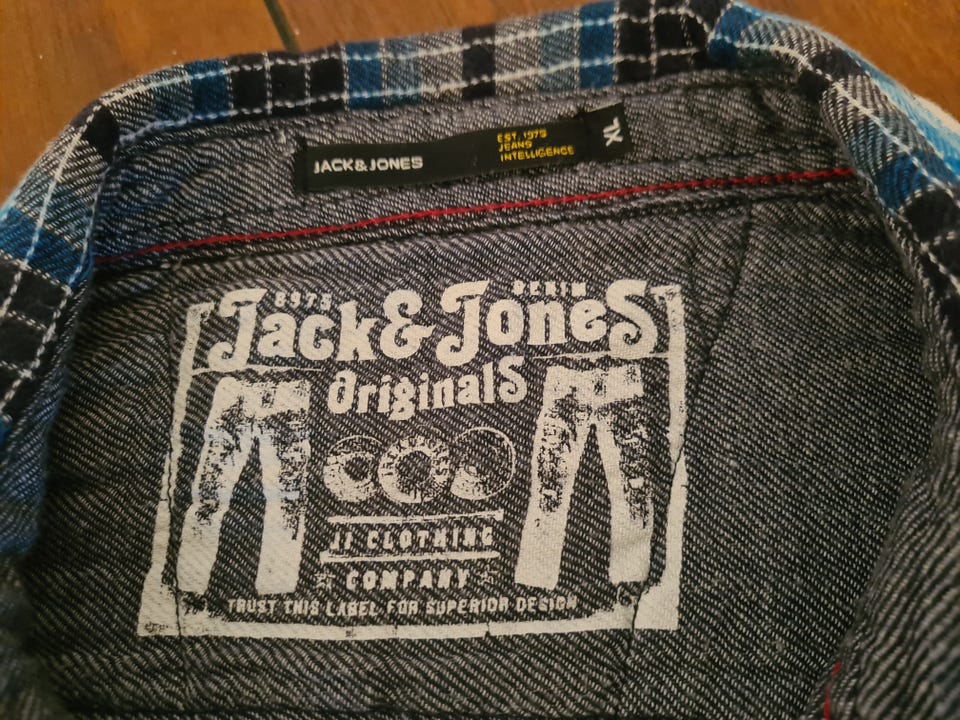 JACK & JONES
EST. 1975
JEANS
INTELLIGENCE
XL
DENIM
Jack & Jones
Originals
JJ CLOTHING
COMPANY
TRUST THIS LABEL FOR SUPERIOR DESIGN